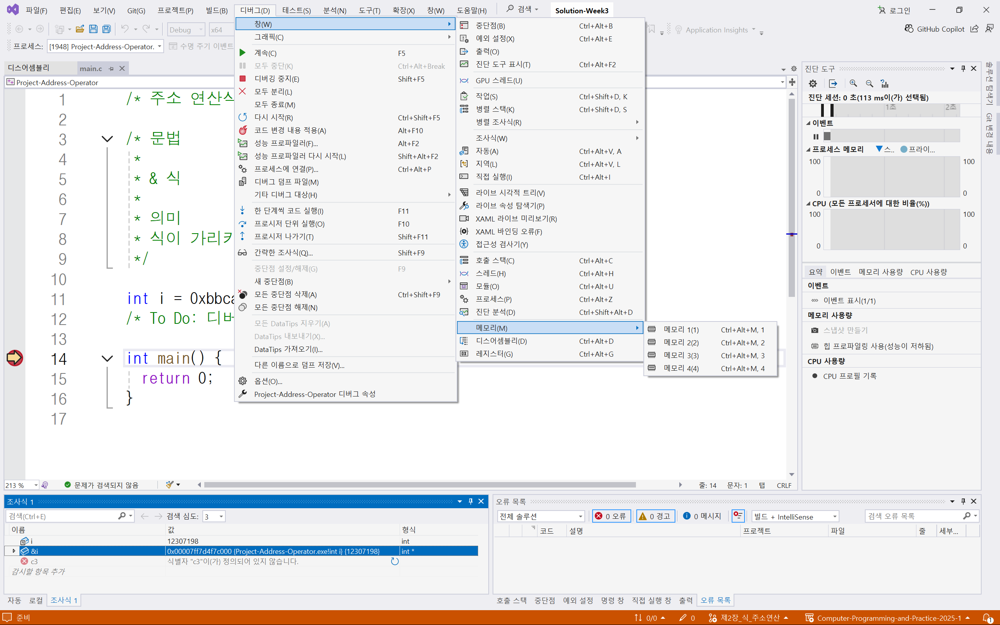 파일(F) 편집(E) 보기(V) Git(G) 프로젝트(P) 빌드(B) 디버그(D) 테스트(S) 분석(N) 도구(T) 확장(X) 창(W) 도움말(H) 검색 Solution-Week3 로그인
Debug x64 Application Insights GitHub Copilot
프로세스: [1948] Project-Address-Operator. 수명 주기 이벤트
디스어셈블리 main.c
Project-Address-Operator
1 /* 주소 연산
2
3 /* 문법
4 *
5 * & 식
6 *
7 * 의미
8 * 식이 가리키
9 */
10
11 int i = 0xbbca
12 /* To Do: 디버
13
14 int main() {
15 return 0;
16 }
17
창(W)
그래픽(C)
계속(C) F5
모두 중단(K) Ctrl+Alt+Break
디버깅 중지(E) Shift+F5
모두 분리(L)
모두 종료(M)
다시 시작(R) Ctrl+Shift+F5
코드 변경 내용 적용(A) Alt+F10
성능 프로파일러(F)... Alt+F2
성능 프로파일러 다시 시작(L) Shift+Alt+F2
프로세스에 연결(P)... Ctrl+Alt+P
디버그 덤프 파일(M)
기타 디버그 대상(H)
한 단계씩 코드 실행(I) F11
프로시저 단위 실행(O) F10
프로시저 나가기(T) Shift+F11
간략한 조사식(Q)... Shift+F9
중단점 설정/해제(G) F9
새 중단점(B)
모든 중단점 삭제(A) Ctrl+Shift+F9
모든 중단점 해제(N)
모든 DataTips 지우기(A)
DataTips 내보내기(X)...
DataTips 가져오기(I)...
다른 이름으로 덤프 저장(V)...
옵션(O)...
Project-Address-Operator 디버그 속성
중단점(B) Ctrl+Alt+B
예외 설정(X) Ctrl+Alt+E
출력(O)
진단 도구 표시(T) Ctrl+Alt+F2
GPU 스레드(U)
작업(S) Ctrl+Shift+D, K
병렬 스택(K) Ctrl+Shift+D, S
병렬 조사식(R)
조사식(W)
자동(A) Ctrl+Alt+V, A
지역(L) Ctrl+Alt+V, L
직접 실행(I) Ctrl+Alt+I
라이브 시각적 트리(V)
라이브 속성 탐색기(P)
XAML 라이브 미리보기(R)
XAML 바인딩 오류(F)
접근성 검사기(Y)
호출 스택(C) Ctrl+Alt+C
스레드(H) Ctrl+Alt+H
모듈(O) Ctrl+Alt+U
프로세스(P) Ctrl+Alt+Z
진단 분석(D) Ctrl+Shift+Alt+D
메모리(M)
디스어셈블리(D) Ctrl+Alt+D
레지스터(G) Ctrl+Alt+G
메모리 1(1) Ctrl+Alt+M, 1
메모리 2(2) Ctrl+Alt+M, 2
메모리 3(3) Ctrl+Alt+M, 3
메모리 4(4) Ctrl+Alt+M, 4
진단 도구
진단 세션: 0 초(113 ms이(가) 선택됨)
1초 2초
이벤트
프로세스 메모리 스.. 프라이...
100 100
0 0
CPU (모든 프로세서에 대한 비율(%))
100 100
0 0
요약 이벤트 메모리 사용량 CPU 사용량
이벤트
이벤트 표시(1/1)
메모리 사용량
스냅샷 만들기
힙 프로파일링 사용(성능이 저하됨)
CPU 사용량
CPU 프로필 기록
솔루션 탐색기
Git 변경 내용
213 % 문제가 검색되지 않음 줄: 14 문자: 1 탭 CRLF
조사식 1
검색(Ctrl+E) 검색 심도: 3
이름 값 형식
i 12307198 int
&i 0x00007ff7d4f7c000 {Project-Address-Operator.exe!int i} {12307198} int *
c3 식별자 "c3"이(가) 정의되어 있지 않습니다.
감시할 항목 추가
자동 로컬 조사식 1
오류 목록
전체 솔루션 0 오류 0 경고 0 메시지 빌드 + IntelliSense 검색 오류 목록
코드 설명 프로젝트 파일 줄 세부...
호출 스택 중단점 예외 설정 명령 창 직접 실행 창 출력 오류 목록
준비 0/0 0 제2장_식_주소연산 Computer-Programming-and-Practice-2025-1 1